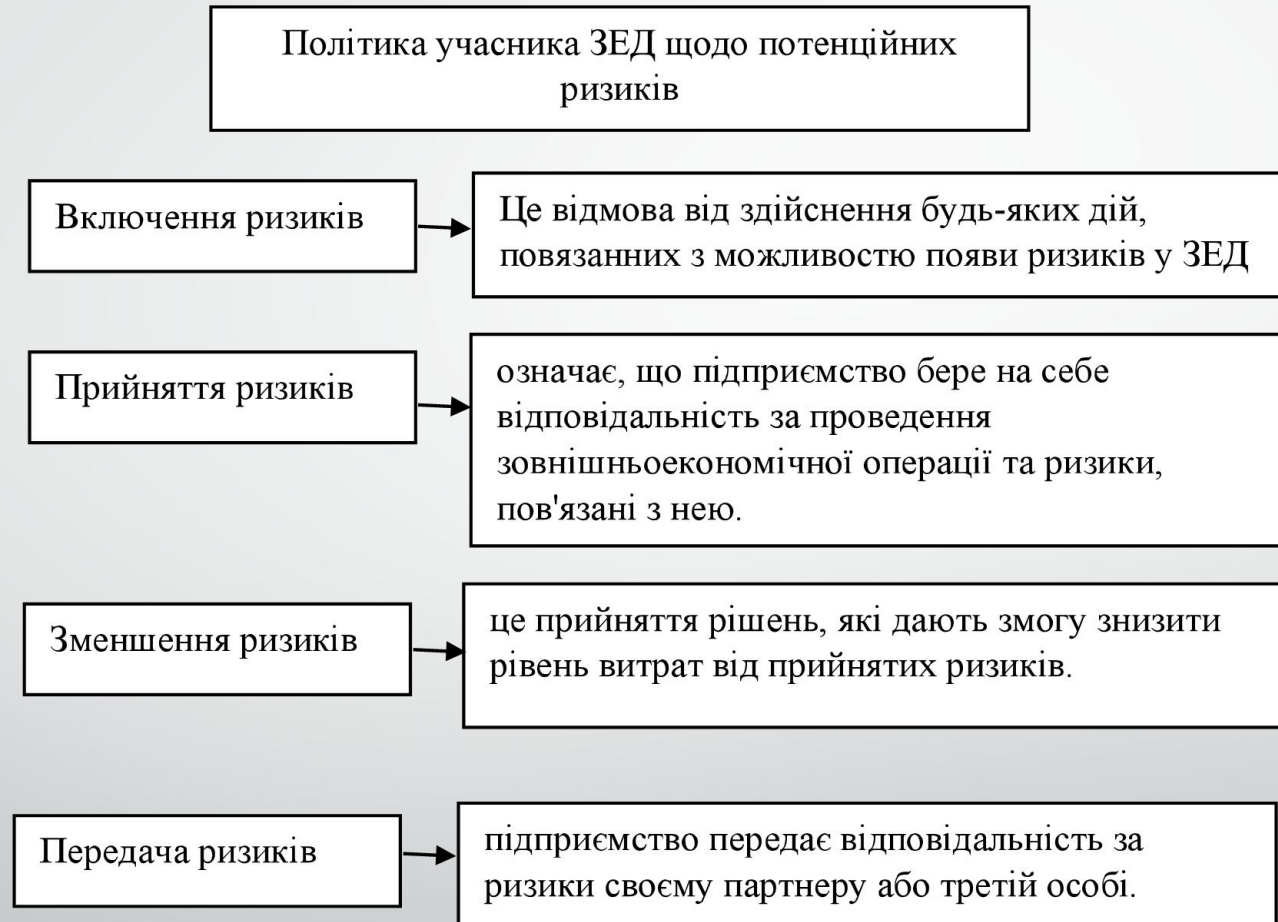 Політика учасника ЗЕД щодо потенційних
ризиків
Включення ризиків
Це відмова від здійснення будь-яких дій,
повязанних з можливостю появи ризиків у ЗЕД
Прийняття ризиків
означає, що підприємство бере на себе
відповідальність за проведення
зовнішньоекономічної операції та ризики,
пов'язані з нею.
Зменшення ризиків
це прийняття рішень, які дають змогу знизити
рівень витрат від прийнятих ризиків.
Передача ризиків
підприємство передає відповідальність за
ризики своєму партнеру або третій особі.